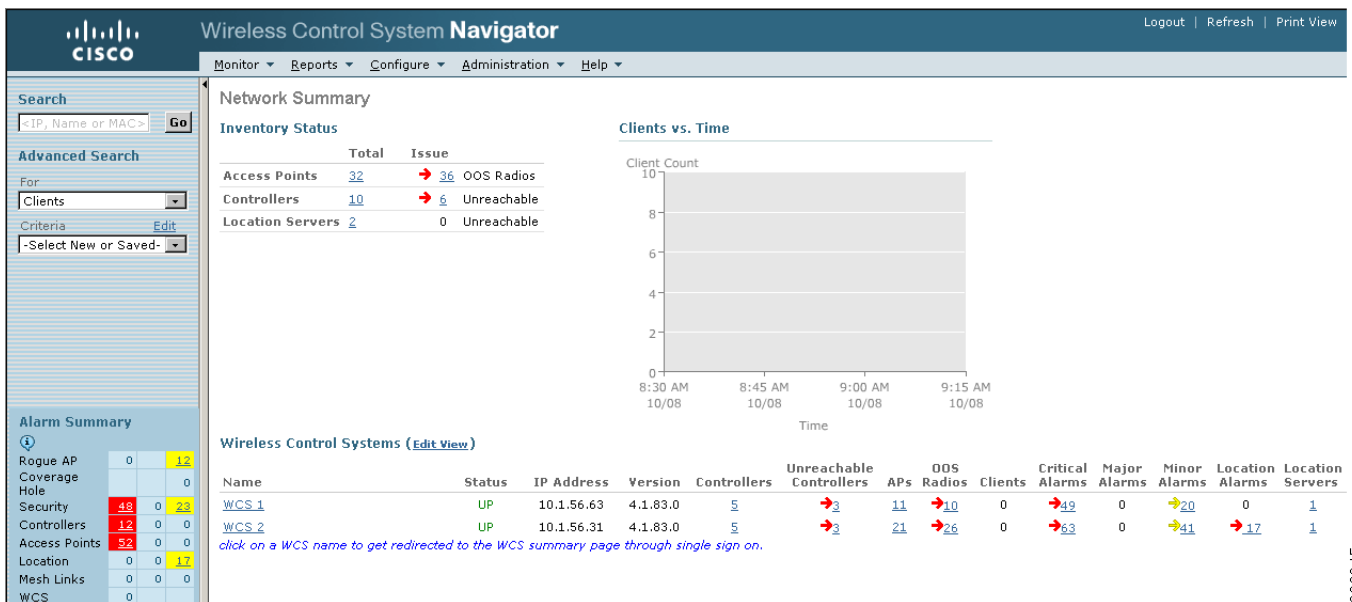 Logout | Refresh | Print View
CISCO
Wireless Control System Navigator
Monitor Reports Configure Administration Help
Search
<IP, Name or MAC> Go
Advanced Search
For
Clients
Criteria Edit
-Select New or Saved-
Network Summary
Inventory Status
Total Issue
Access Points 32 36 OOS Radios
Controllers 10 6 Unreachable
Location Servers 2 0 Unreachable
Clients vs. Time
Client Count
10
8
6
4
2
0
8:30 AM 8:45 AM 9:00 AM 9:15 AM
10/08 10/08 10/08 10/08
Time
Alarm Summary
Rogue AP 0 12
Coverage Hole 0
Security 48 0 23
Controllers 12 0 0
Access Points 52 0 0
Location 0 0 17
Mesh Links 0 0 0
WCS 0
Wireless Control Systems (Edit View)
Name Status IP Address Version Controllers Unreachable Controllers APs OOS Radios Clients Critical Alarms Major Alarms Minor Alarms Location Alarms Location Servers
WCS 1 UP 10.1.56.63 4.1.83.0 5 3 11 10 0 49 0 20 0 1
WCS 2 UP 10.1.56.31 4.1.83.0 5 3 21 26 0 63 0 41 17 1
click on a WCS name to get redirected to the WCS summary page through single sign on.